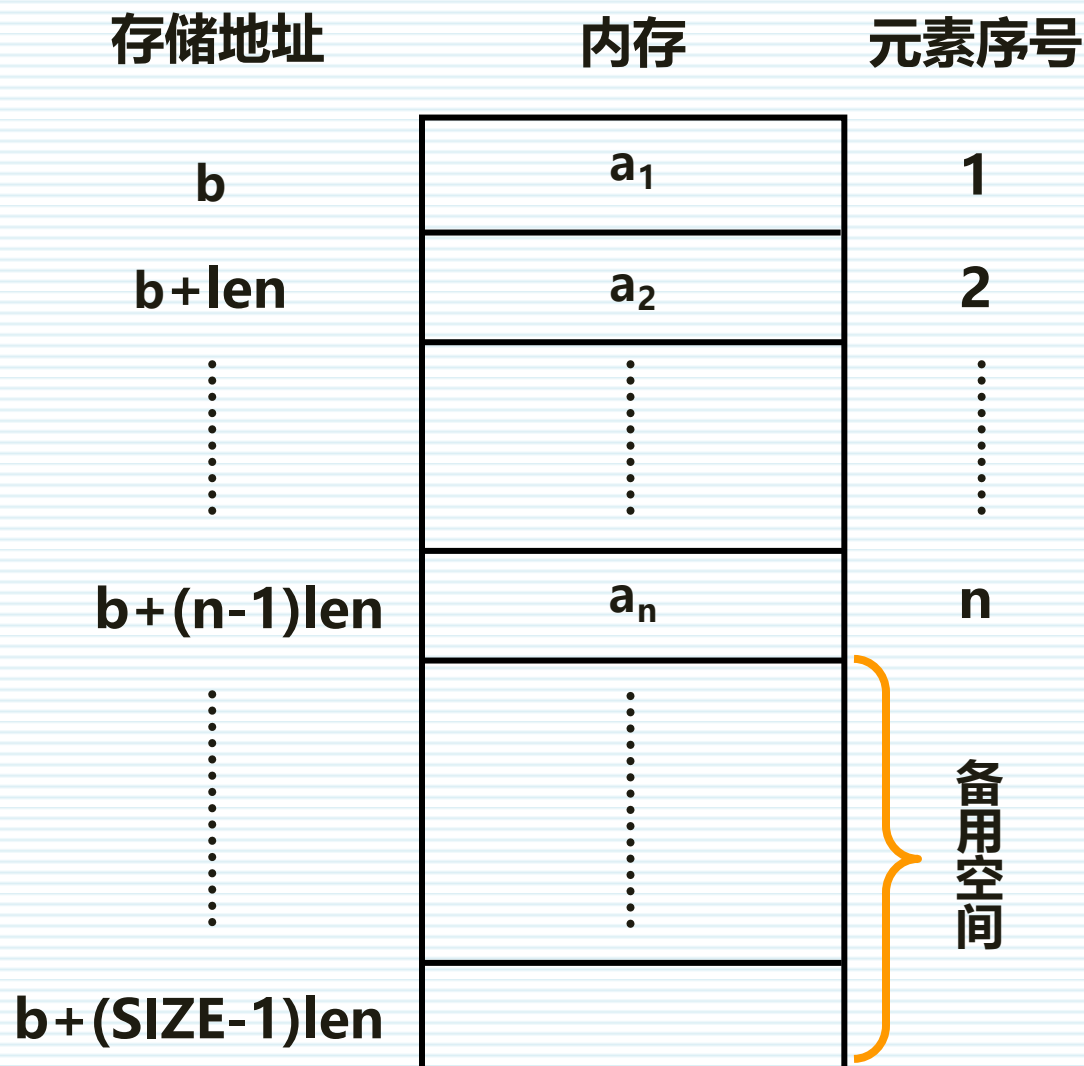 存储地址 内存 元素序号
b a₁ 1
b+len a₂ 2
b+(n-1)len aₙ n
备用空间
b+(SIZE-1)len